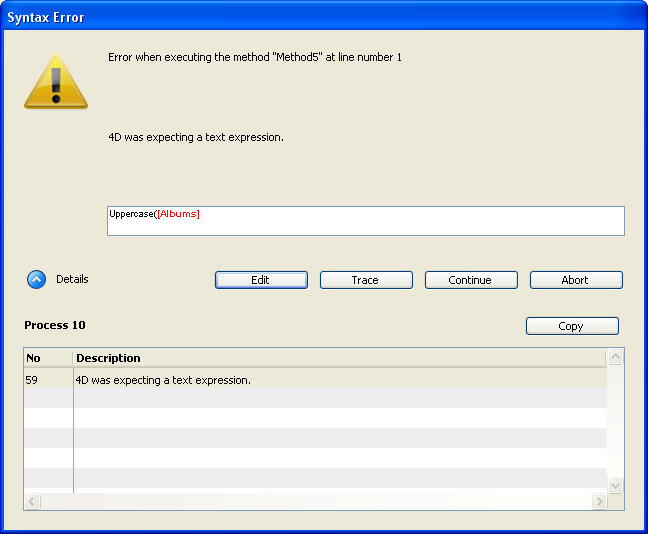 Syntax Error
Error when executing the method "Method5" at line number 1
4D was expecting a text expression.
Uppercase([Albums]
Details
Edit
Trace
Continue
Abort
Process 10
Copy
No Description
59 4D was expecting a text expression.